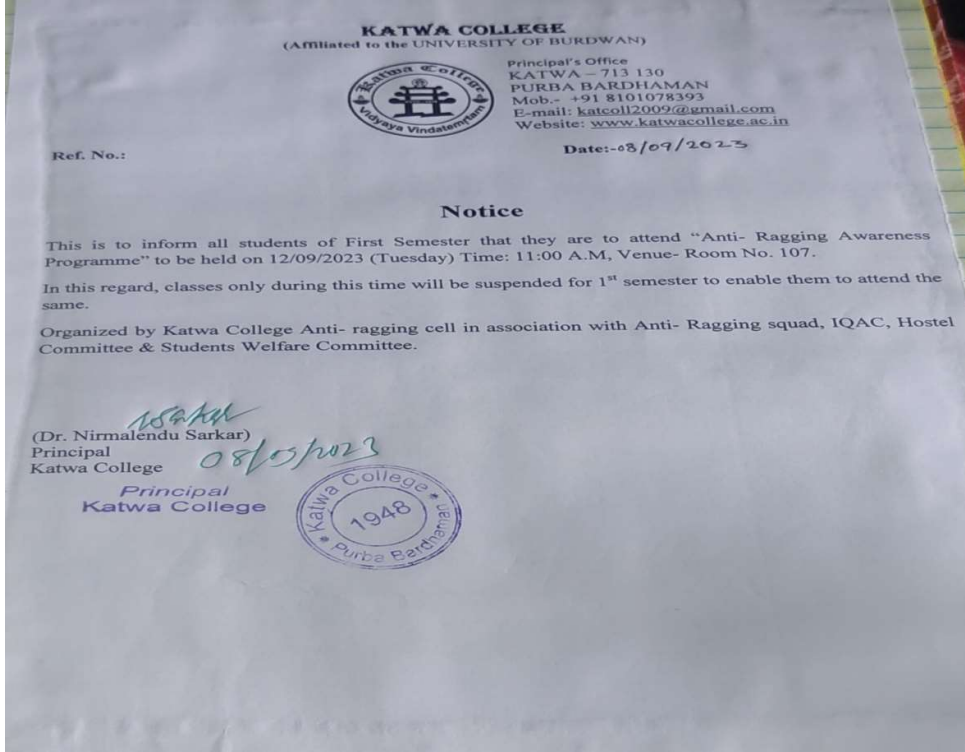 KATWA COLLEGE
(Affiliated to the UNIVERSITY OF BURDWAN)
Katwa College
Vidyaya Vindatemrtam
Principal's Office
KATWA – 713 130
PURBA BARDHAMAN
Mob.- +91 8101078393
E-mail: katcoll2009@gmail.com
Website: www.katwacollege.ac.in
Ref. No.:
Date:-08/09/2023
Notice
This is to inform all students of First Semester that they are to attend “Anti- Ragging Awareness
Programme” to be held on 12/09/2023 (Tuesday) Time: 11:00 A.M, Venue- Room No. 107.
In this regard, classes only during this time will be suspended for 1st semester to enable them to attend the
same.
Organized by Katwa College Anti- ragging cell in association with Anti- Ragging squad, IQAC, Hostel
Committee & Students Welfare Committee.
(Dr. Nirmalendu Sarkar)
Principal
Katwa College
Principal
Katwa College
Katwa College
1948
Purba Bardhaman